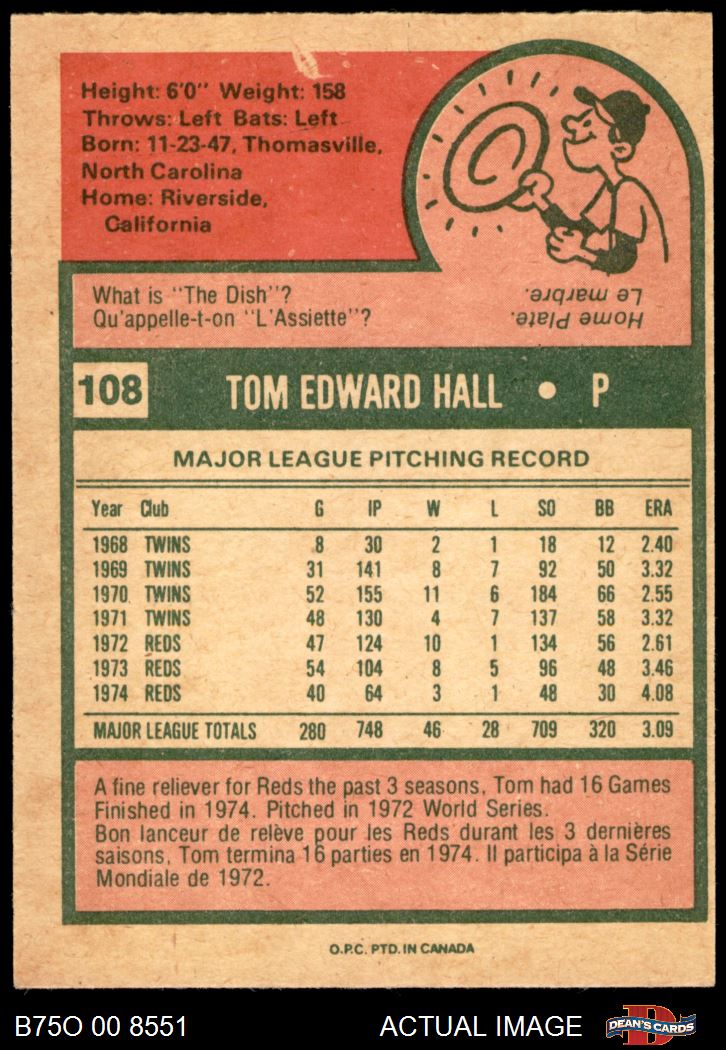 Height: 6'0" Weight: 158
Throws: Left Bats: Left
Born: 11-23-47, Thomasville,
North Carolina
Home: Riverside,
California
What is "The Dish"?
Qu'appelle-t-on "L'Assiette"?
Home Plate.
Le marbre.
108 TOM EDWARD HALL • P
MAJOR LEAGUE PITCHING RECORD
Year Club G IP W L SO BB ERA
1968 TWINS 8 30 2 1 18 12 2.40
1969 TWINS 31 141 8 7 92 50 3.32
1970 TWINS 52 155 11 6 184 66 2.55
1971 TWINS 48 130 4 7 137 58 3.32
1972 REDS 47 124 10 1 134 56 2.61
1973 REDS 54 104 8 5 96 48 3.46
1974 REDS 40 64 3 1 48 30 4.08
MAJOR LEAGUE TOTALS 280 748 46 28 709 320 3.09
A fine reliever for Reds the past 3 seasons, Tom had 16 Games
Finished in 1974. Pitched in 1972 World Series.
Bon lanceur de relève pour les Reds durant les 3 dernières
saisons, Tom termina 16 parties en 1974. Il participa à la Série
Mondiale de 1972.
O.P.C. PTD. IN CANADA
B75O 00 8551 ACTUAL IMAGE DEAN'S CARDS